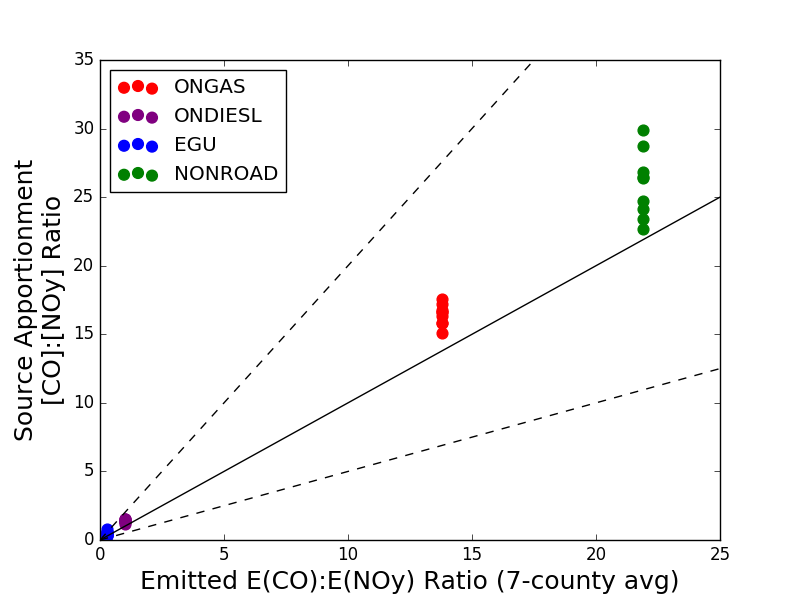 35
30
25
20
15
10
5
0
0
5
10
15
20
25
ONGAS
ONDIESL
EGU
NONROAD
Source Apportionment
[CO]:[NOy] Ratio
Emitted E(CO):E(NOy) Ratio (7-county avg)